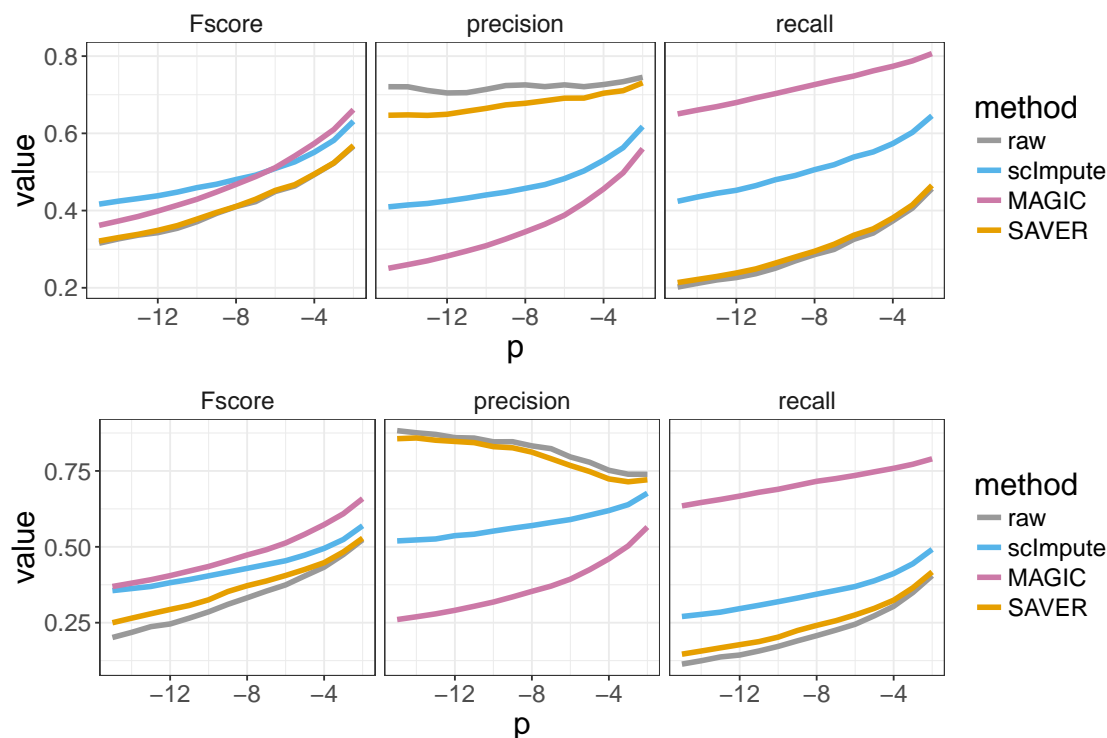 Fscore precision recall
0.8
0.6
0.4
0.2
value
−12 −8 −4 −12 −8 −4 −12 −8 −4
p
method
raw
scImpute
MAGIC
SAVER
Fscore precision recall
0.75
0.50
0.25
value
−12 −8 −4 −12 −8 −4 −12 −8 −4
p
method
raw
scImpute
MAGIC
SAVER